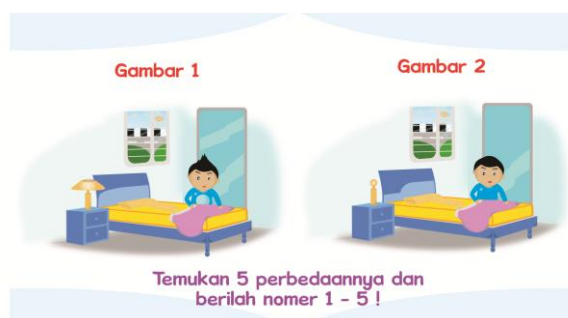 Gambar 1
Gambar 2
Temukan 5 perbedaannya dan
berilah nomer 1 - 5 !